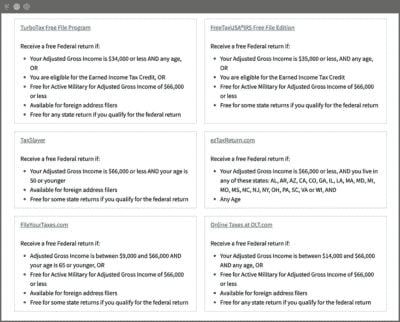 TurboTax Free File Program
Receive a free Federal return if:
Your Adjusted Gross Income is $34,000 or less AND any age,
OR
You are eligible for the Earned Income Tax Credit, OR
Free for Active Military for Adjusted Gross Income of $66,000
or less
Available for foreign address filers
Free for any state return if you qualify for the federal return
FreeTaxUSA®IRS Free File Edition
Receive a free Federal return if:
Your Adjusted Gross Income is $35,000 or less, AND any age,
OR
You are eligible for the Earned Income Tax Credit
Free for Active Military for Adjusted Gross Income of $66,000
or less
Free for some state returns if you qualify for the federal return
TaxSlayer
Receive a free Federal return if:
Your Adjusted Gross Income is $66,000 or less AND your age is
50 or younger
Available for foreign address filers
Free for some state returns if you qualify for the federal return
ezTaxReturn.com
Receive a free Federal return if:
Your Adjusted Gross Income is $66,000 or less, AND you live in
any of these states: AL, AR, AZ, CA, CO, GA, IL, LA, MA, MD, MI,
MO, MS, NC, NJ, NY, OH, PA, SC, VA or WI, AND
Any Age
FileYourTaxes.com
Receive a free Federal return if:
Adjusted Gross Income is between $9,000 and $66,000 AND
your age is 65 or younger, OR
Free for Active Military for Adjusted Gross Income of $66,000
or less
Available for foreign address filers
Free for some state returns if you qualify for the federal return
Online Taxes at OLT.com
Receive a free Federal return if:
Your Adjusted Gross Income is between $14,000 and $66,000
AND any age, OR
Free for Active Military for Adjusted Gross Income of $66,000
or less
Available for foreign address filers
Free for any state return if you qualify for the federal return